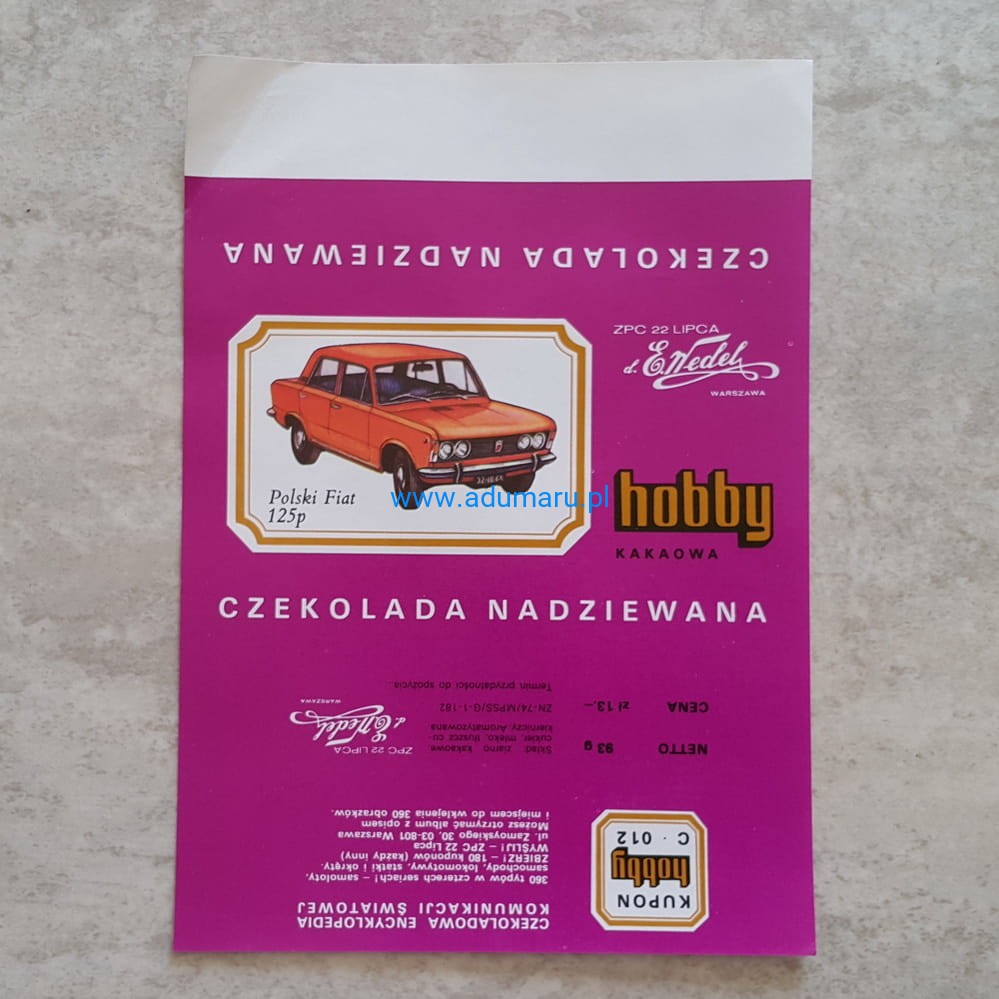 CZEKOLADA NADZIEWANA
ZPC 22 LIPCA
d. E. Wedel
WARSZAWA
Polski Fiat
125p
www.adumaru.pl
hobby
KAKAOWA
CZEKOLADA NADZIEWANA
CZEKOLADOWA ENCYKLOPEDIA
KOMUNIKACJI ŚWIATOWEJ
360 typów w czterech seriach! – samoloty,
samochody, lokomotywy, statki i okręty.
ZBIERZ! – 180 kuponów (każdy inny)
WYŚLIJ! – ZPC 22 Lipca
ul. Zamoyskiego 30, 03-801 Warszawa
Możesz otrzymać album z opisem
i miejscem do wklejenia 360 obrazków.
KUPON
hobby
C · 012
NETTO 93 g
CENA zł 13.–
Skład: ziarno kakaowe,
cukier, mleko, tłuszcz cu-
kierniczy. Aromatyzowana
ZN-74/MPSS/G-1-182
Termin przydatności do spożycia..
ZPC 22 LIPCA
d. E. Wedel
WARSZAWA